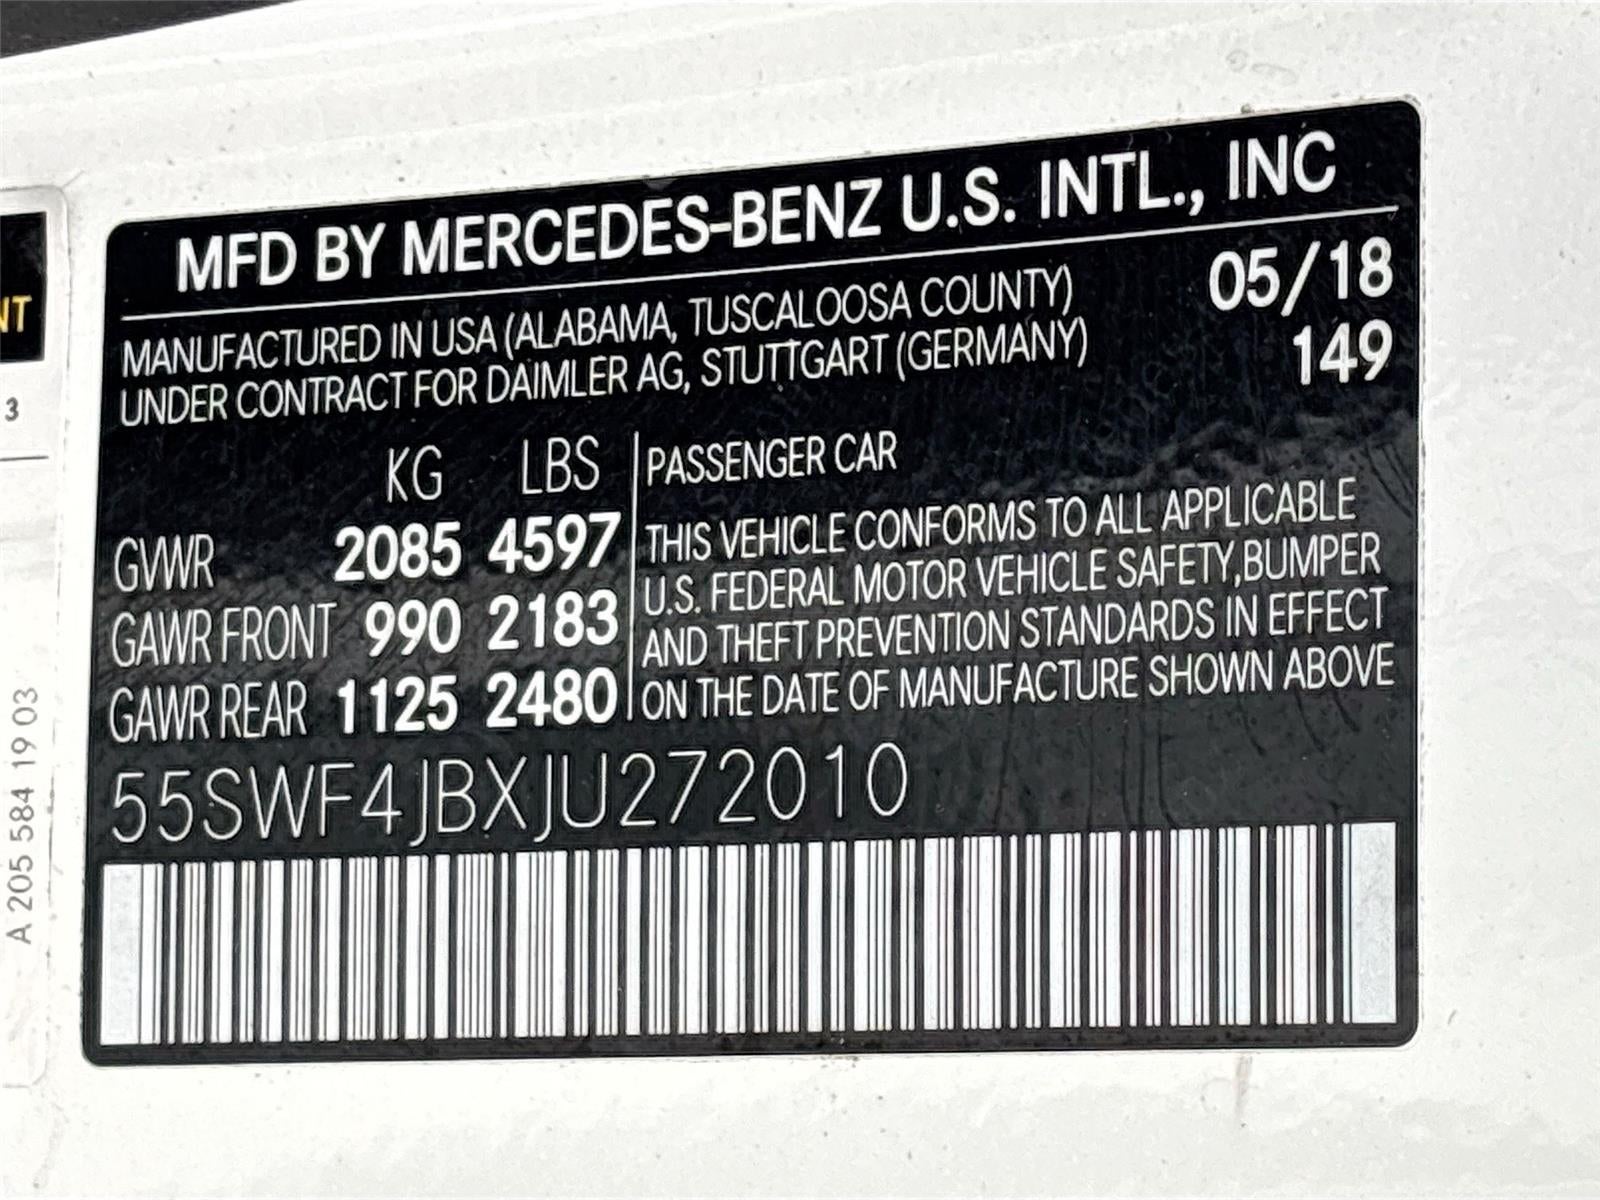 MFD BY MERCEDES-BENZ U.S. INTL., INC
MANUFACTURED IN USA (ALABAMA, TUSCALOOSA COUNTY) 05/18
UNDER CONTRACT FOR DAIMLER AG, STUTTGART (GERMANY) 149
KG LBS PASSENGER CAR
GVWR 2085 4597 THIS VEHICLE CONFORMS TO ALL APPLICABLE
U.S. FEDERAL MOTOR VEHICLE SAFETY,BUMPER
GAWR FRONT 990 2183 AND THEFT PREVENTION STANDARDS IN EFFECT
GAWR REAR 1125 2480 ON THE DATE OF MANUFACTURE SHOWN ABOVE
55SWF4JBXJU272010
NT
3
A 205 584 19 03